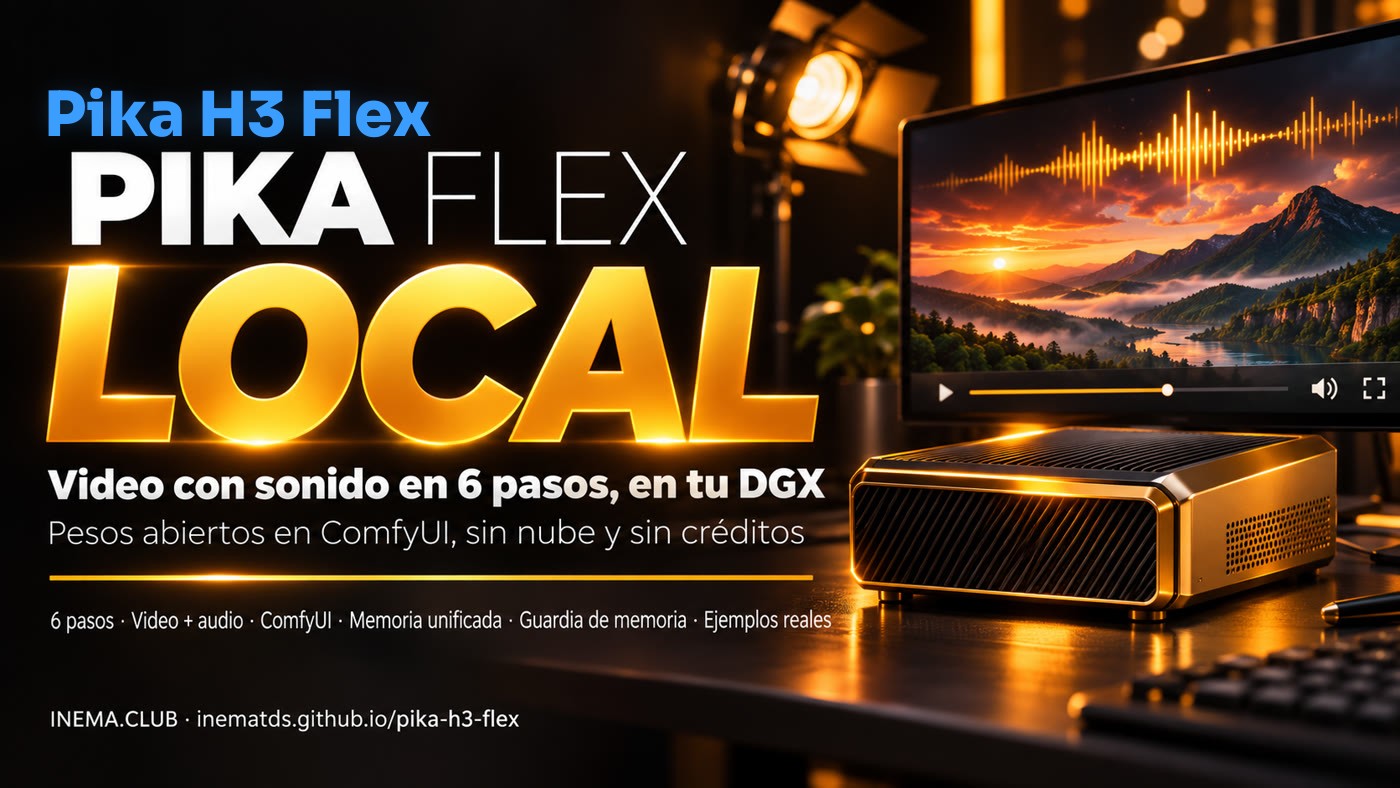 Pika H3 Flex
PIKA FLEX
LOCAL
Video con sonido en 6 pasos, en tu DGX
Pesos abiertos en ComfyUI, sin nube y sin créditos
6 pasos · Video + audio · ComfyUI · Memoria unificada · Guardia de memoria · Ejemplos reales
INEMA.CLUB · inematds.github.io/pika-h3-flex